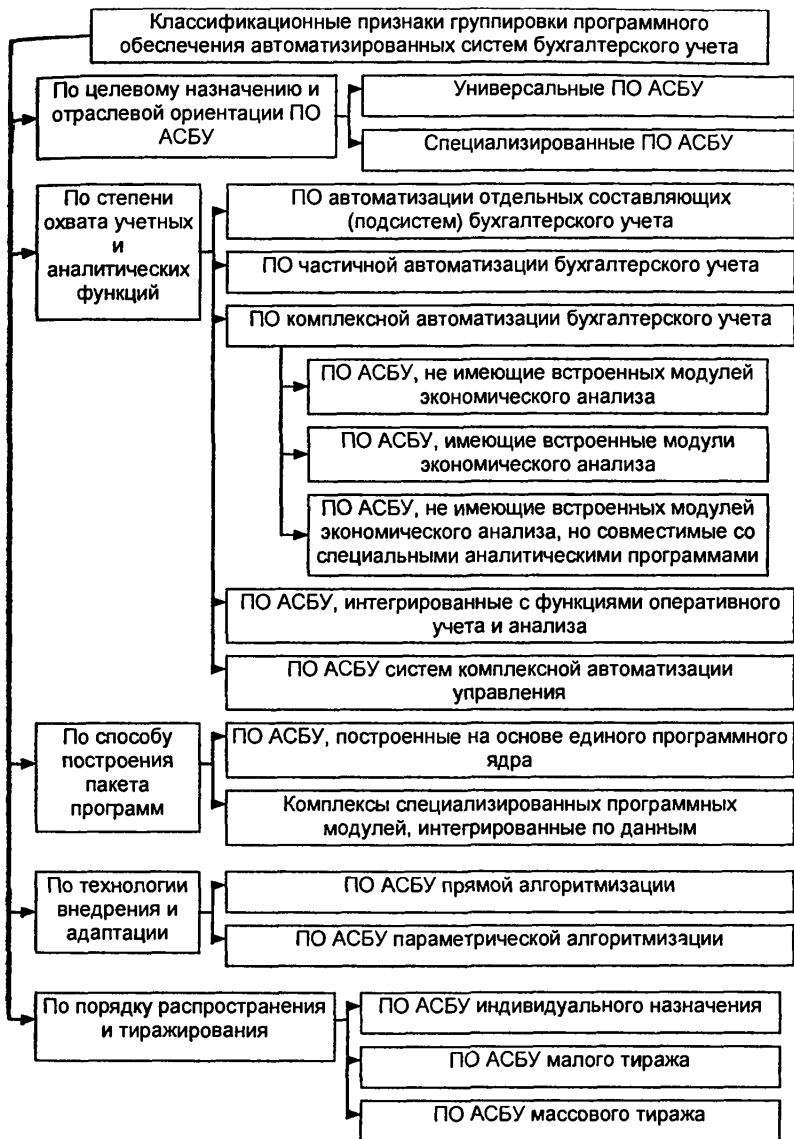 Классификационные признаки группировки программного
обеспечения автоматизированных систем бухгалтерского учета
По целевому назначению и
отраслевой ориентации ПО
АСБУ
Универсальные ПО АСБУ
Специализированные ПО АСБУ
По степени
охвата учетных
и
аналитических
функций
ПО автоматизации отдельных составляющих
(подсистем) бухгалтерского учета
ПО частичной автоматизации бухгалтерского учета
ПО комплексной автоматизации бухгалтерского учета
ПО АСБУ, не имеющие встроенных модулей
экономического анализа
ПО АСБУ, имеющие встроенные модули
экономического анализа
ПО АСБУ, не имеющие встроенных модулей
экономического анализа, но совместимые со
специальными аналитическими программами
ПО АСБУ, интегрированные с функциями оперативного
учета и анализа
ПО АСБУ систем комплексной автоматизации
управления
По способу
построения
пакета
программ
ПО АСБУ, построенные на основе единого программного
ядра
Комплексы специализированных программных
модулей, интегрированные по данным
По технологии
внедрения и
адаптации
ПО АСБУ прямой алгоритмизации
ПО АСБУ параметрической алгоритмизации
По порядку распространения
и тиражирования
ПО АСБУ индивидуального назначения
ПО АСБУ малого тиража
ПО АСБУ массового тиража